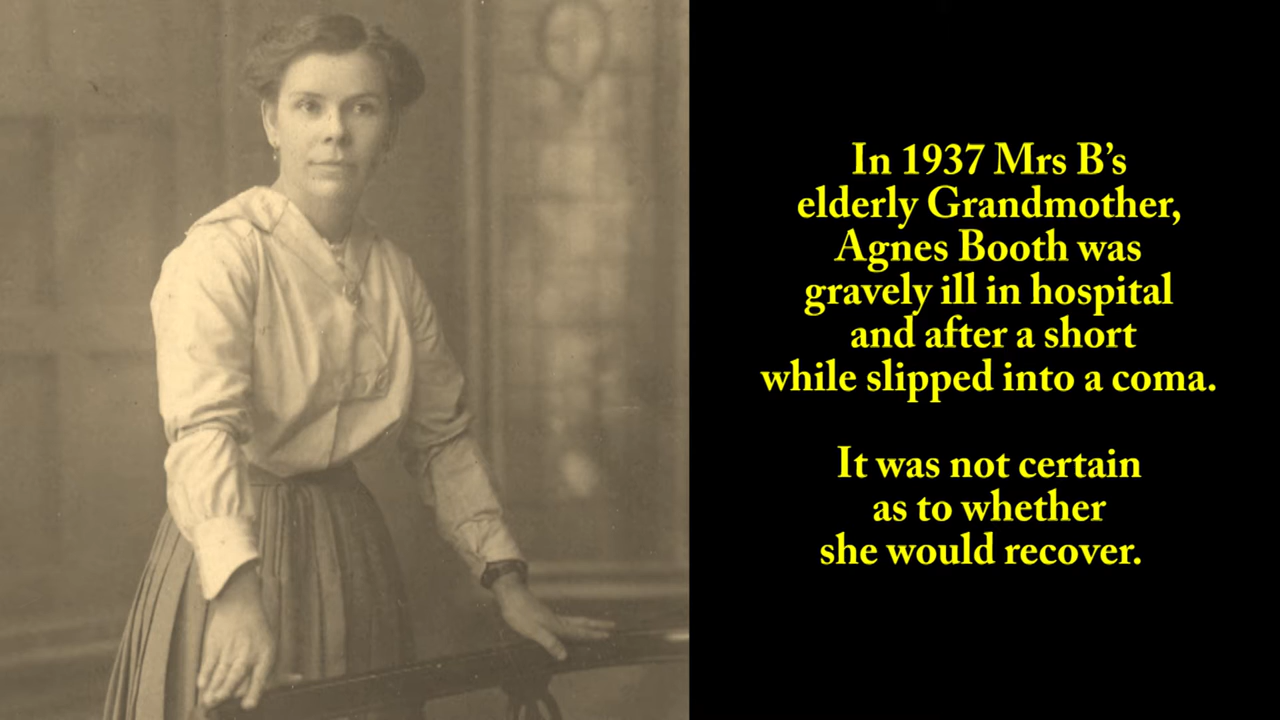 In 1937 Mrs B’s
elderly Grandmother,
Agnes Booth was
gravely ill in hospital
and after a short
while slipped into a coma.
It was not certain
as to whether
she would recover.